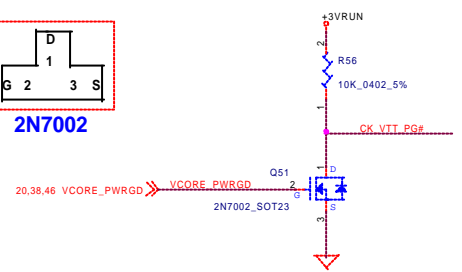 +3VRUN
D
1
G 2 3 S
2N7002
2
R56
10K_0402_5%
1
CK_VTT_PG#
20,38,46 VCORE_PWRGD
VCORE_PWRGD
Q51
2
G
1
D
S
3
2N7002_SOT23